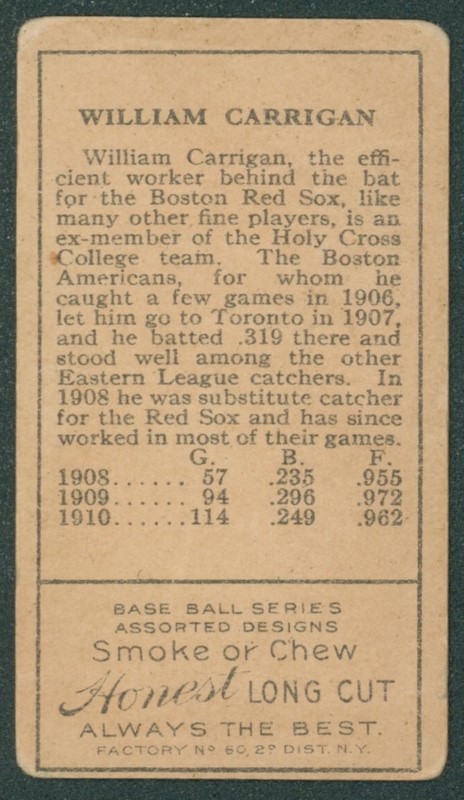 WILLIAM CARRIGAN
William Carrigan, the effi-
cient worker behind the bat
for the Boston Red Sox, like
many other fine players, is an
ex-member of the Holy Cross
College team. The Boston
Americans, for whom he
caught a few games in 1906,
let him go to Toronto in 1907,
and he batted .319 there and
stood well among the other
Eastern League catchers. In
1908 he was substitute catcher
for the Red Sox and has since
worked in most of their games.
G. B. F.
1908...... 57 .235 .955
1909...... 94 .296 .972
1910......114 .249 .962
BASE BALL SERIES
ASSORTED DESIGNS
Smoke or Chew
Honest LONG CUT
ALWAYS THE BEST.
FACTORY Nº 60, 2º DIST. N.Y.